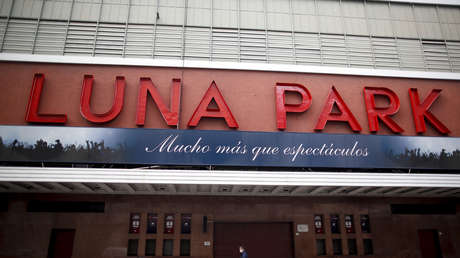 LUNA PARK
Mucho más que espectáculos